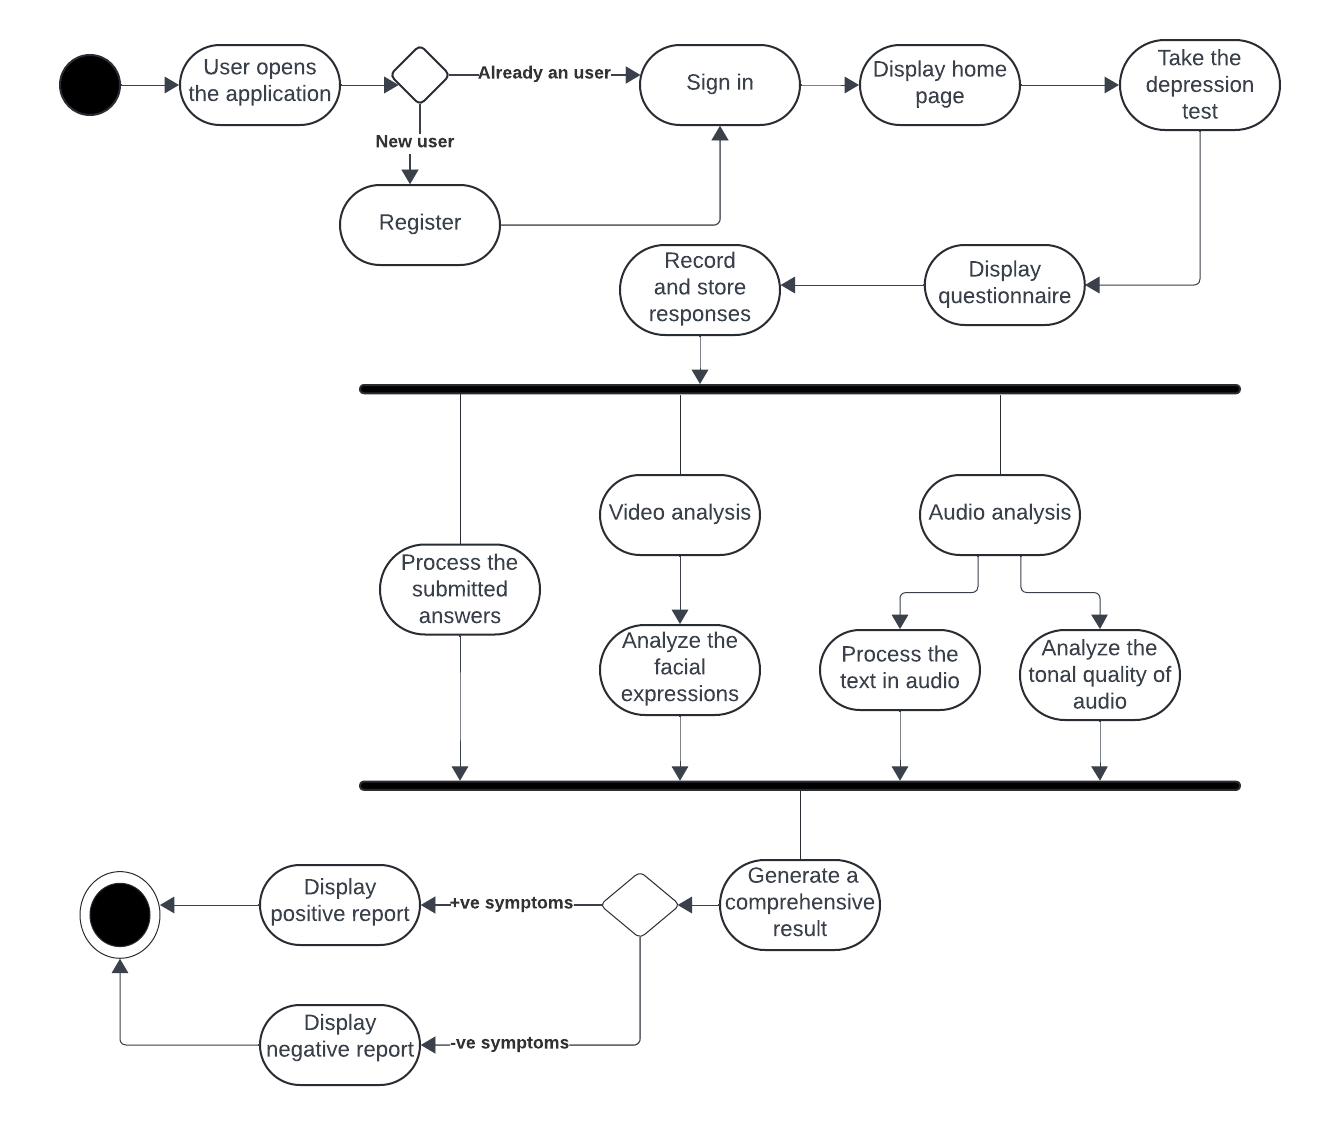 User opens
the application
Already an user
Sign in
Display home
page
Take the
depression
test
New user
Register
Record
and store
responses
Display
questionnaire
Video analysis
Audio analysis
Process the
submitted
answers
Analyze the
facial
expressions
Process the
text in audio
Analyze the
tonal quality of
audio
Generate a
comprehensive
result
+ve symptoms
Display
positive report
-ve symptoms
Display
negative report